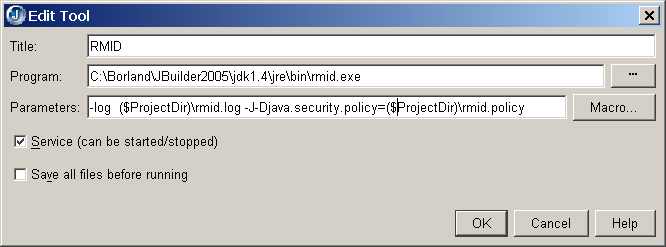 Edit Tool
Title: RMID
Program: C:\Borland\JBuilder2005\jdk1.4\jre\bin\rmid.exe ...
Parameters: -log  ($ProjectDir)\rmid.log -J-Djava.security.policy=($ProjectDir)\rmid.policy Macro...
Service (can be started/stopped)
Save all files before running
OK Cancel Help